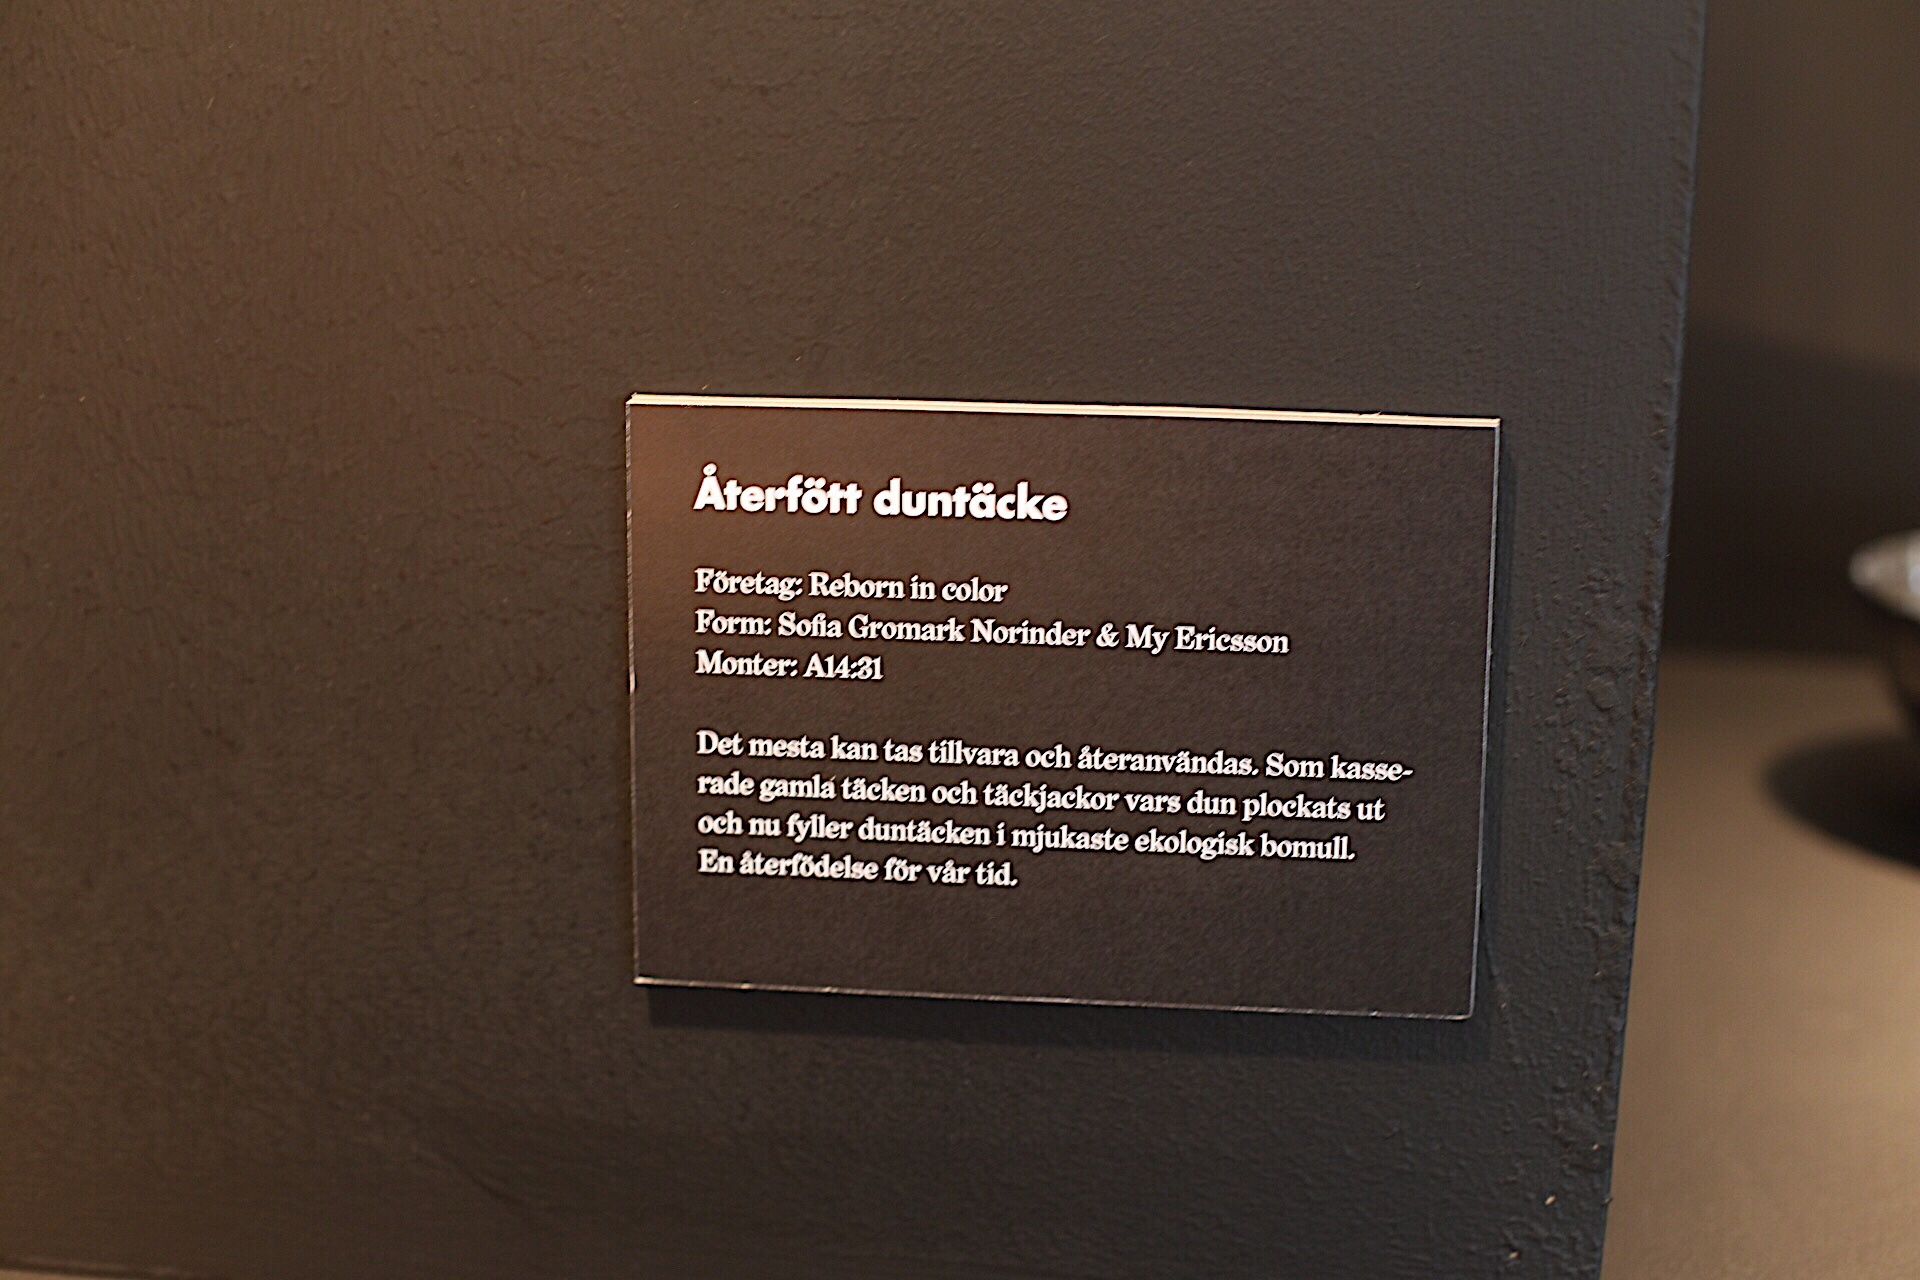 Återfött duntäcke
Företag: Reborn in color
Form: Sofia Gromark Norinder & My Ericsson
Monter: A14:31
Det mesta kan tas tillvara och återanvändas. Som kasse-
rade gamla täcken och täckjackor vars dun plockats ut
och nu fyller duntäcken i mjukaste ekologisk bomull.
En återfödelse för vår tid.